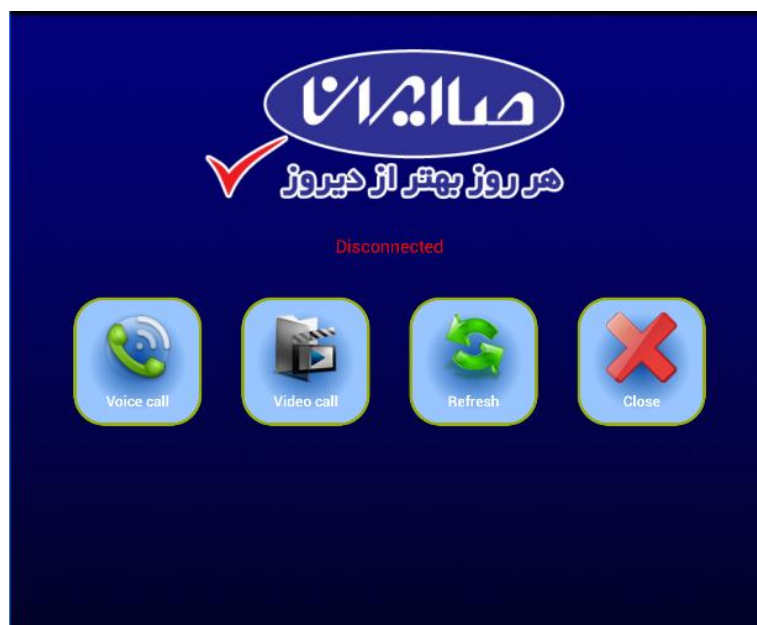 صاایران
هر روز بهتر از دیروز
Disconnected
Voice call
Video call
Refresh
Close